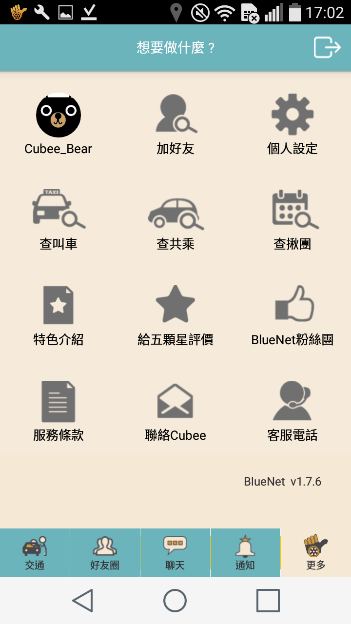 17:02
想要做什麼？
Cubee_Bear
加好友
個人設定
TAXI
查叫車
查共乘
查揪團
特色介紹
給五顆星評價
BlueNet粉絲團
服務條款
聯絡Cubee
客服電話
BlueNet v1.7.6
交通
好友圈
聊天
通知
更多